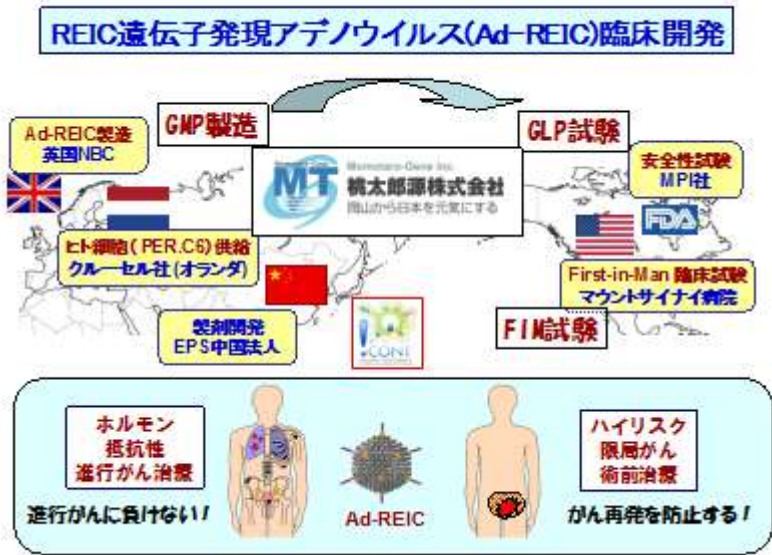 REIC遺伝子発現アデノウイルス(Ad-REIC)臨床開発
GMP製造
GLP試験
Ad-REIC製造
英国NBC
MT
Momotaro-Gene Inc.
桃太郎源株式会社
岡山から日本を元気にする
安全性試験
MPI社
FDA
ヒト細胞(PER.C6)供給
クルーセル社(オランダ)
First-in-Man 臨床試験
マウントサイナイ病院
製剤開発
EPS中国法人
!CONT
FIM試験
ホルモン
抵抗性
進行がん治療
進行がんに負けない!
Ad-REIC
ハイリスク
限局がん
術前治療
がん再発を防止する!